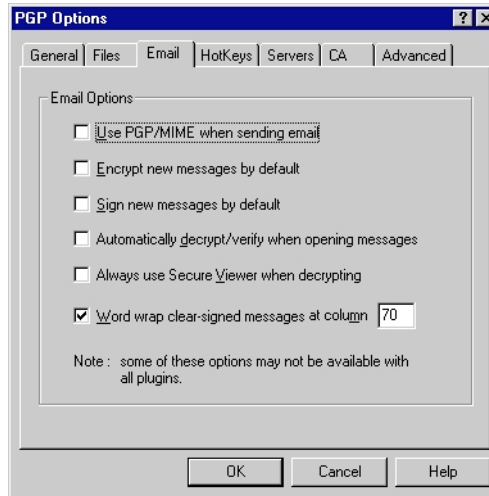 PGP Options
General Files Email HotKeys Servers CA Advanced
Email Options
Use PGP/MIME when sending email
Encrypt new messages by default
Sign new messages by default
Automatically decrypt/verify when opening messages
Always use Secure Viewer when decrypting
Word wrap clear-signed messages at column 70
Note : some of these options may not be available with
all plugins.
OK Cancel Help